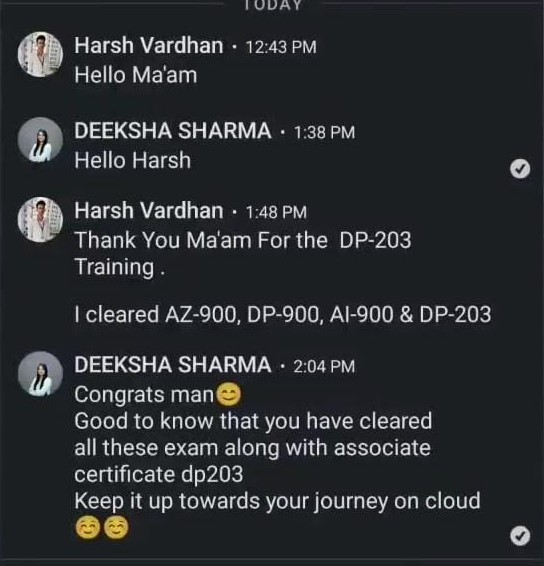 TODAY
Harsh Vardhan • 12:43 PM
Hello Ma'am
DEEKSHA SHARMA • 1:38 PM
Hello Harsh
Harsh Vardhan • 1:48 PM
Thank You Ma'am For the DP-203
Training .
I cleared AZ-900, DP-900, AI-900 & DP-203
DEEKSHA SHARMA • 2:04 PM
Congrats man😊
Good to know that you have cleared
all these exam along with associate
certificate dp203
Keep it up towards your journey on cloud
☺️☺️